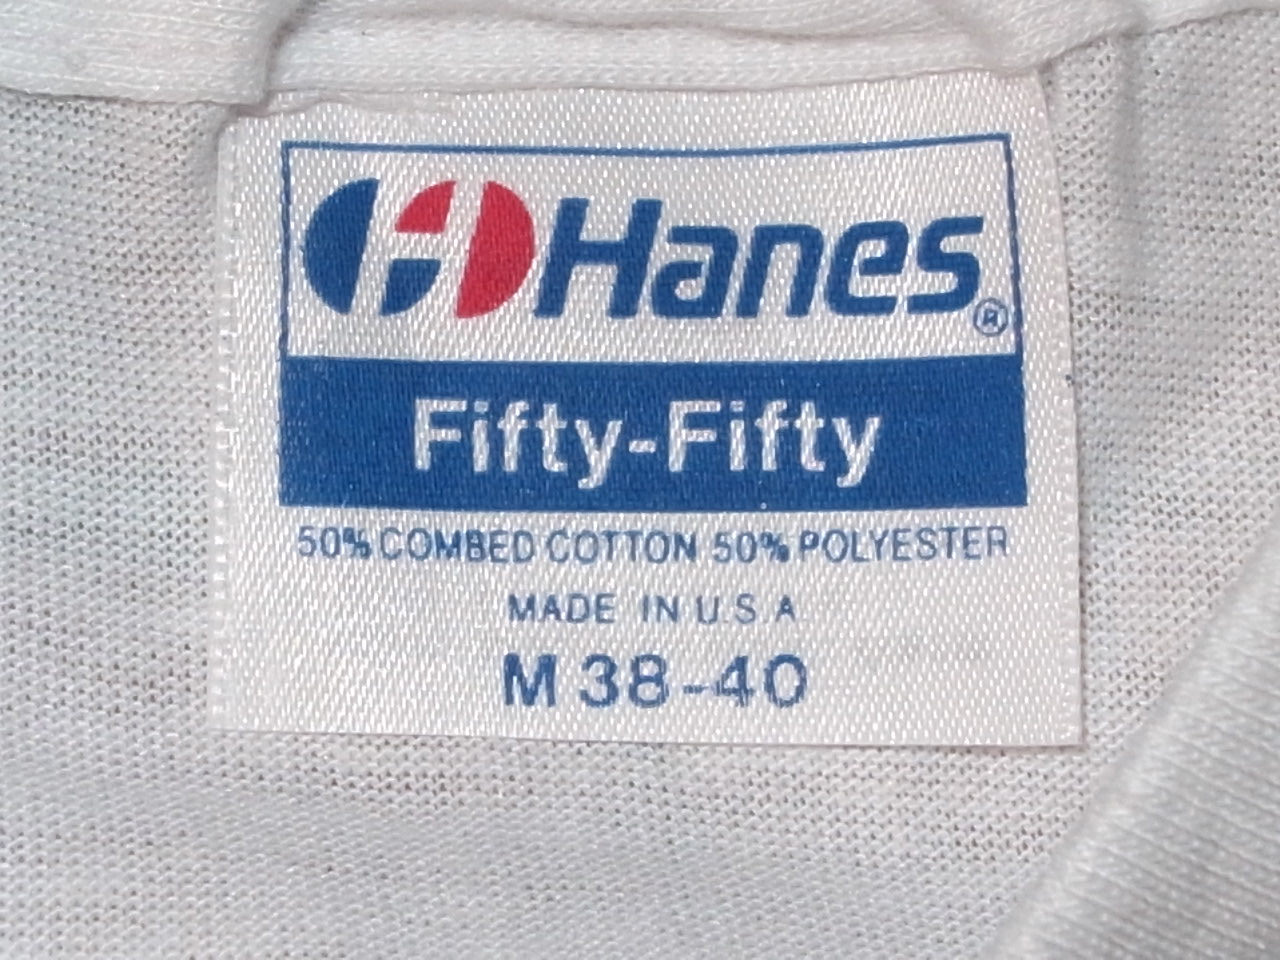 Hanes®
Fifty-Fifty
50% COMBED COTTON 50% POLYESTER
MADE IN U S A
M 38-40